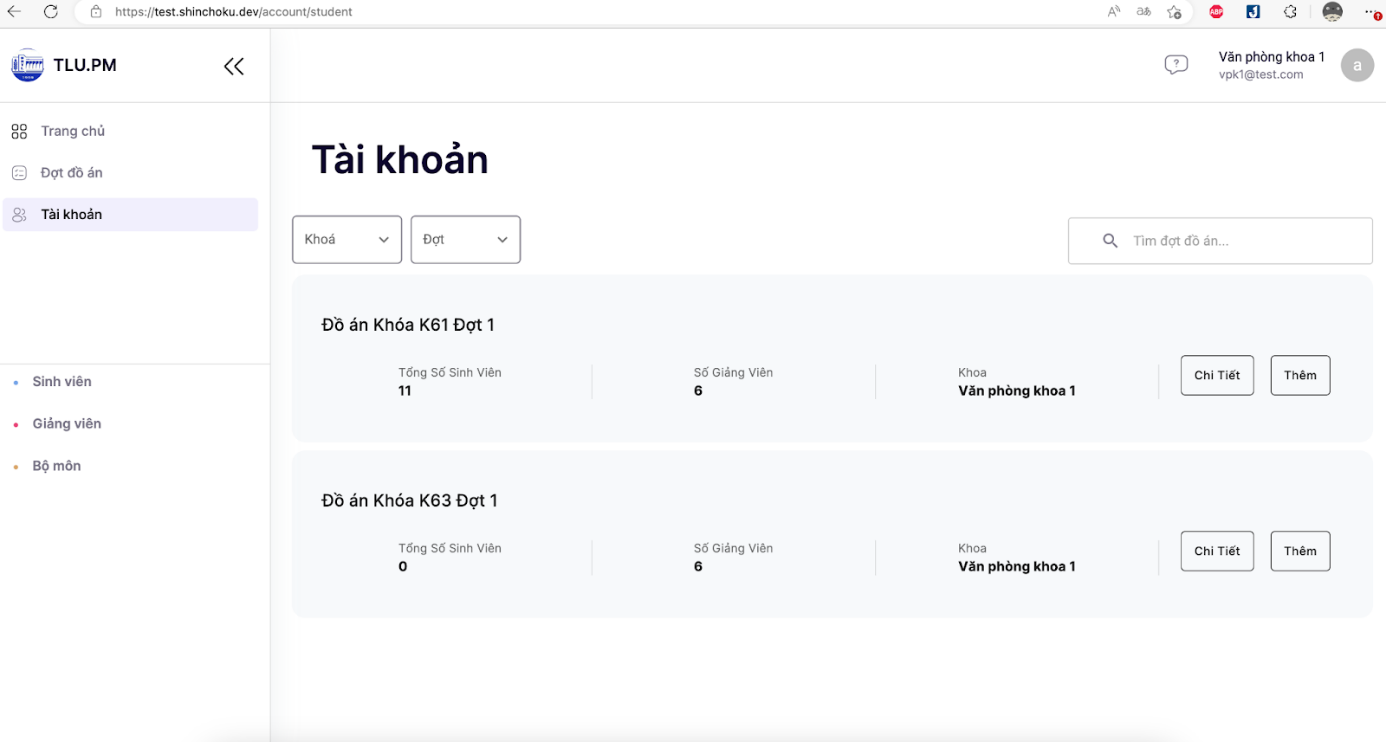 https://test.shinchoku.dev/account/student
A
aあ
ABP
J
TLU.PM
?
Văn phòng khoa 1
vpk1@test.com
a
Trang chủ
Đợt đồ án
Tài khoản
Sinh viên
Giảng viên
Bộ môn
Tài khoản
Khoá
Đợt
Tìm đợt đồ án...
Đồ án Khóa K61 Đợt 1
Tổng Số Sinh Viên
11
Số Giảng Viên
6
Khoa
Văn phòng khoa 1
Chi Tiết
Thêm
Đồ án Khóa K63 Đợt 1
Tổng Số Sinh Viên
0
Số Giảng Viên
6
Khoa
Văn phòng khoa 1
Chi Tiết
Thêm